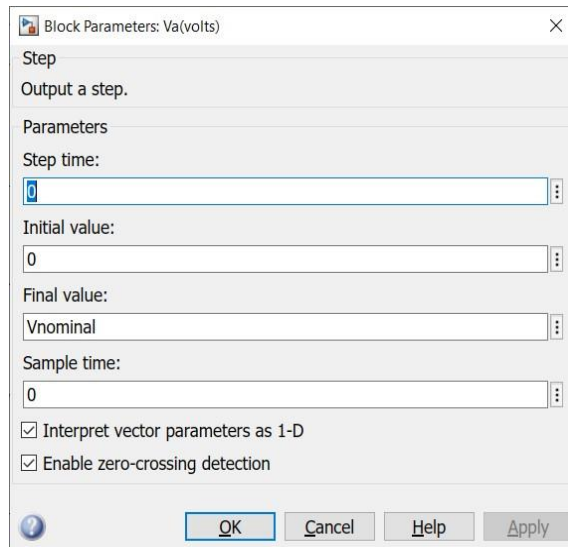 Block Parameters: Va(volts)
Step
Output a step.
Parameters
Step time:
0
Initial value:
0
Final value:
Vnominal
Sample time:
0
Interpret vector parameters as 1-D
Enable zero-crossing detection
OK Cancel Help Apply